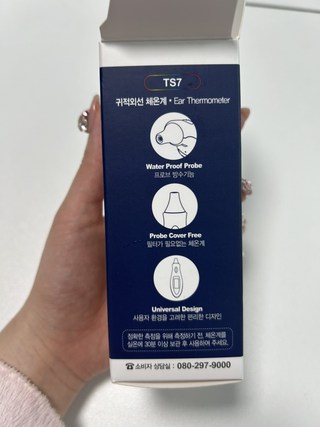 TS7
귀적외선 체온계 • Ear Thermometer
Water Proof Probe
프로브 방수기능
Probe Cover Free
필터가 필요없는 체온계
Universal Design
사용자 환경을 고려한 편리한 디자인
정확한 측정을 위해 측정하기 전, 체온계를
실온에 30분 이상 보관 후 사용하여 주세요.
☎ 소비자 상담실 : 080-297-9000